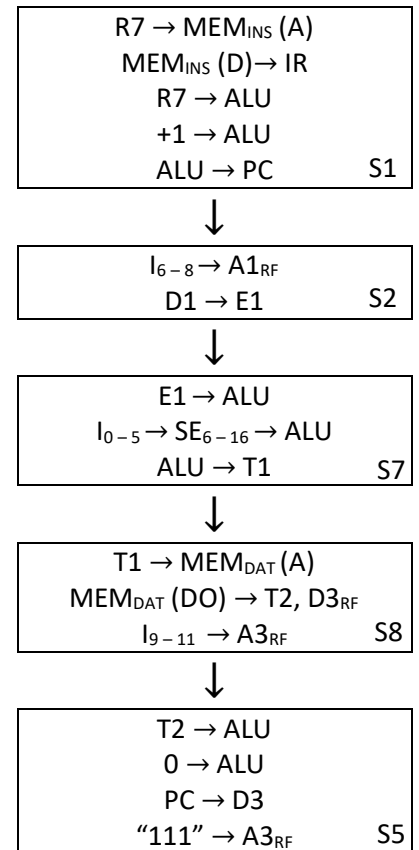 R7 → MEMINS (A)
MEMINS (D)→ IR
R7 → ALU
+1 → ALU
ALU → PC
S1
↓
I6 – 8 → A1RF
D1 → E1
S2
↓
E1 → ALU
I0 – 5 → SE6 – 16 → ALU
ALU → T1
S7
↓
T1 → MEMDAT (A)
MEMDAT (DO) → T2, D3RF
I9 – 11 → A3RF
S8
↓
T2 → ALU
0 → ALU
PC → D3
“111” → A3RF
S5